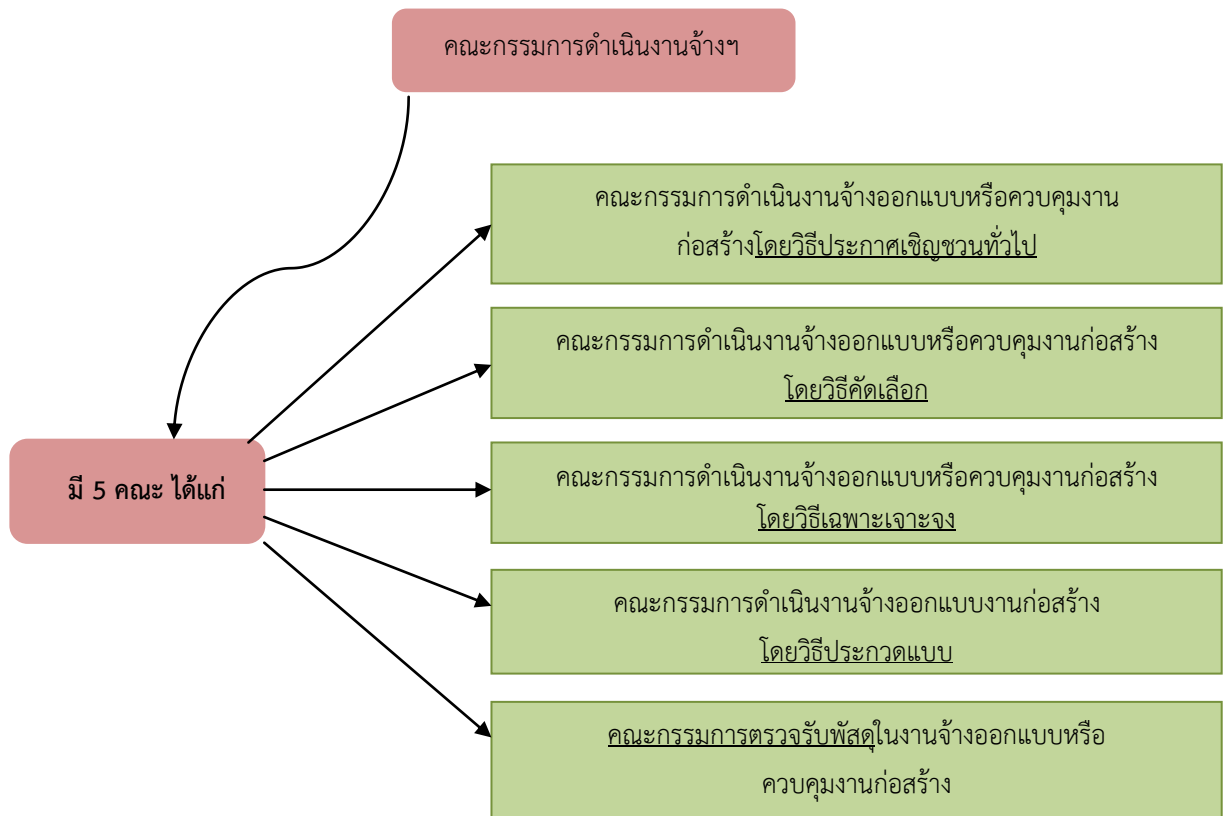 คณะกรรมการดำเนินงานจ้างฯ
คณะกรรมการดำเนินงานจ้างออกแบบหรือควบคุมงาน
ก่อสร้างโดยวิธีประกาศเชิญชวนทั่วไป
คณะกรรมการดำเนินงานจ้างออกแบบหรือควบคุมงานก่อสร้าง
โดยวิธีคัดเลือก
มี 5 คณะ ได้แก่
คณะกรรมการดำเนินงานจ้างออกแบบหรือควบคุมงานก่อสร้าง
โดยวิธีเฉพาะเจาะจง
คณะกรรมการดำเนินงานจ้างออกแบบงานก่อสร้าง
โดยวิธีประกวดแบบ
คณะกรรมการตรวจรับพัสดุในงานจ้างออกแบบหรือ
ควบคุมงานก่อสร้าง